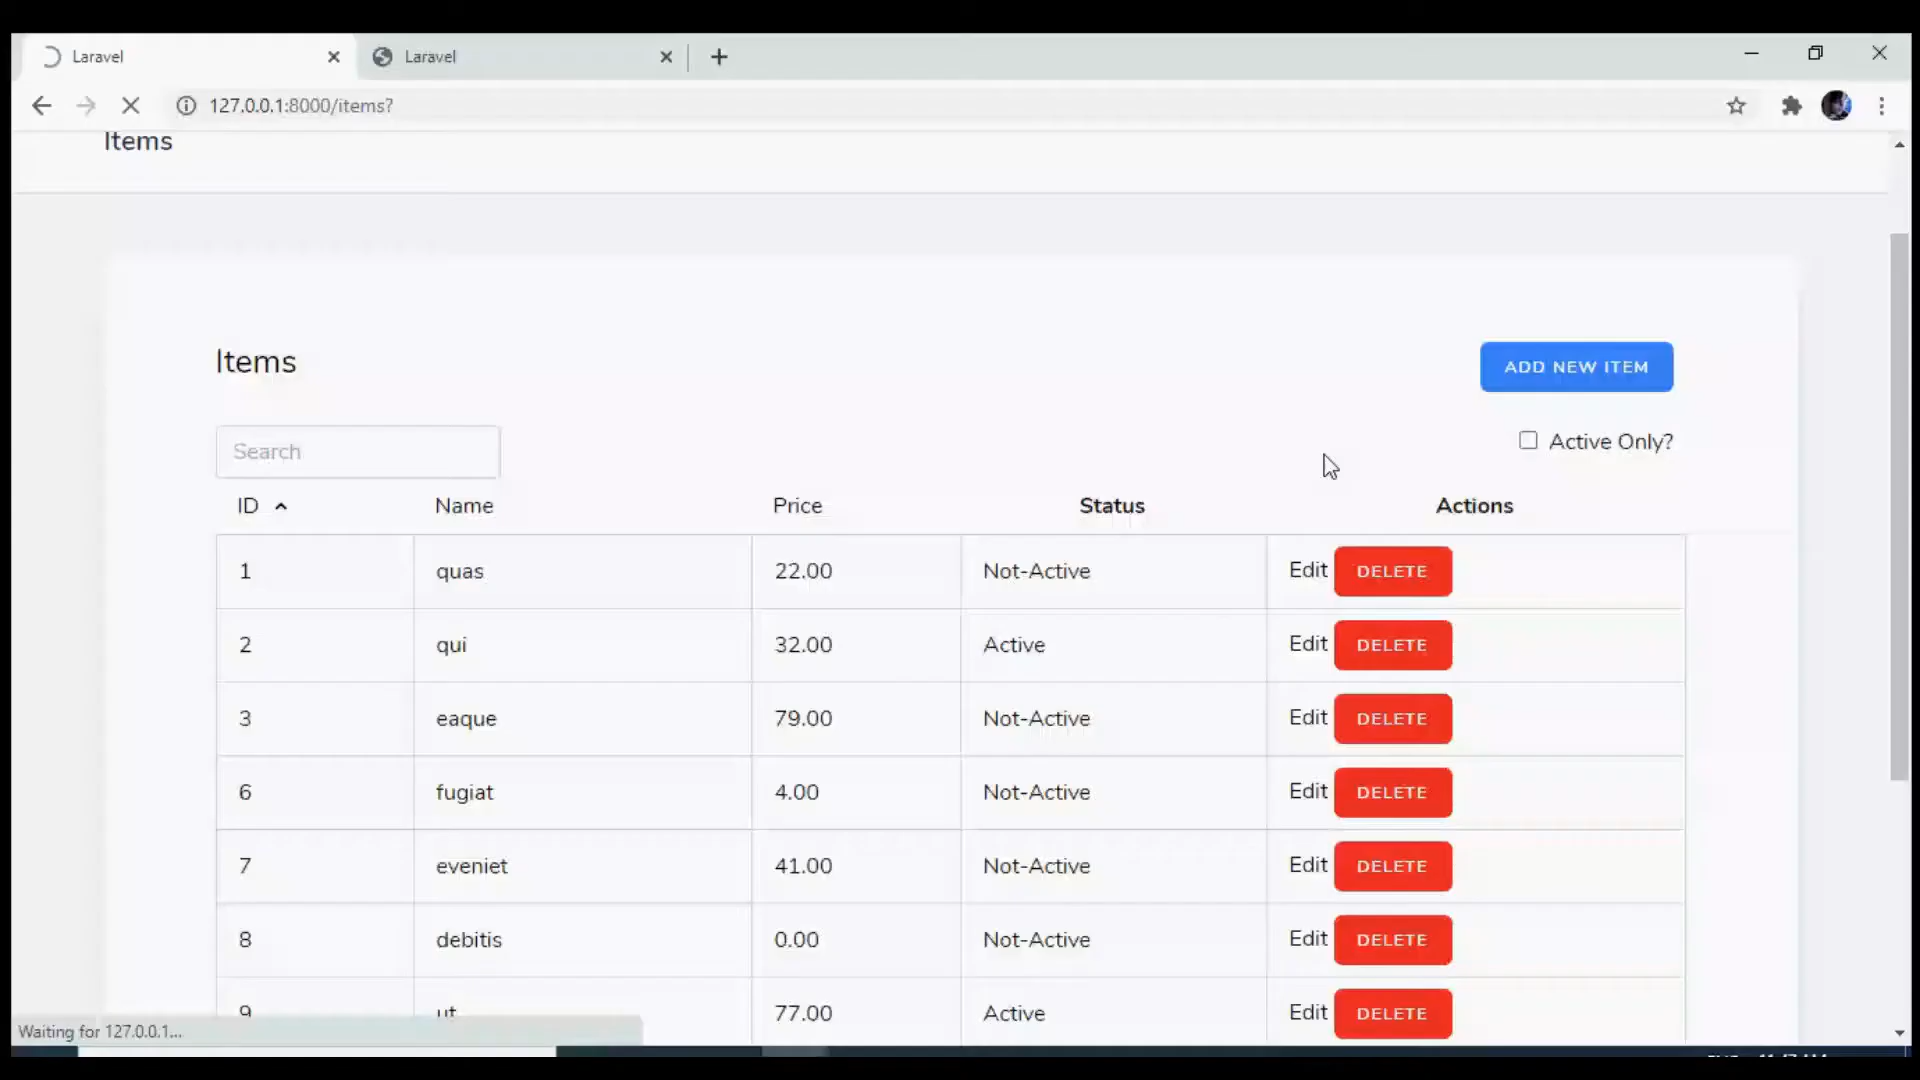 Laravel
Laravel
127.0.0.1:8000/items?
Items
Items
ADD NEW ITEM
Search
Active Only?
ID Name Price Status Actions
1 quas 22.00 Not-Active Edit DELETE
2 qui 32.00 Active Edit DELETE
3 eaque 79.00 Not-Active Edit DELETE
6 fugiat 4.00 Not-Active Edit DELETE
7 eveniet 41.00 Not-Active Edit DELETE
8 debitis 0.00 Not-Active Edit DELETE
9 ut 77.00 Active Edit DELETE
Waiting for 127.0.0.1...